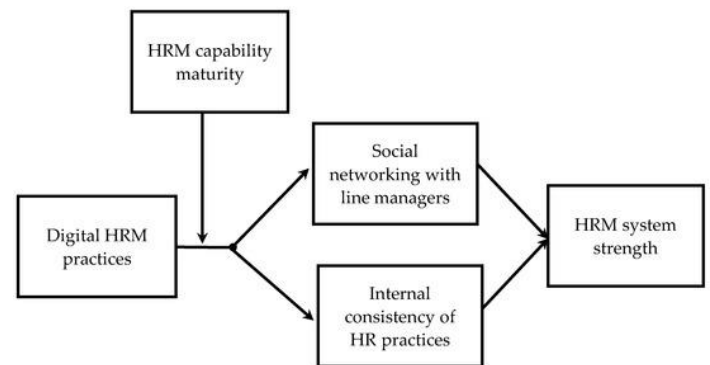 HRM capability
maturity
Social
networking with
line managers
Digital HRM
practices
HRM system
strength
Internal
consistency of
HR practices